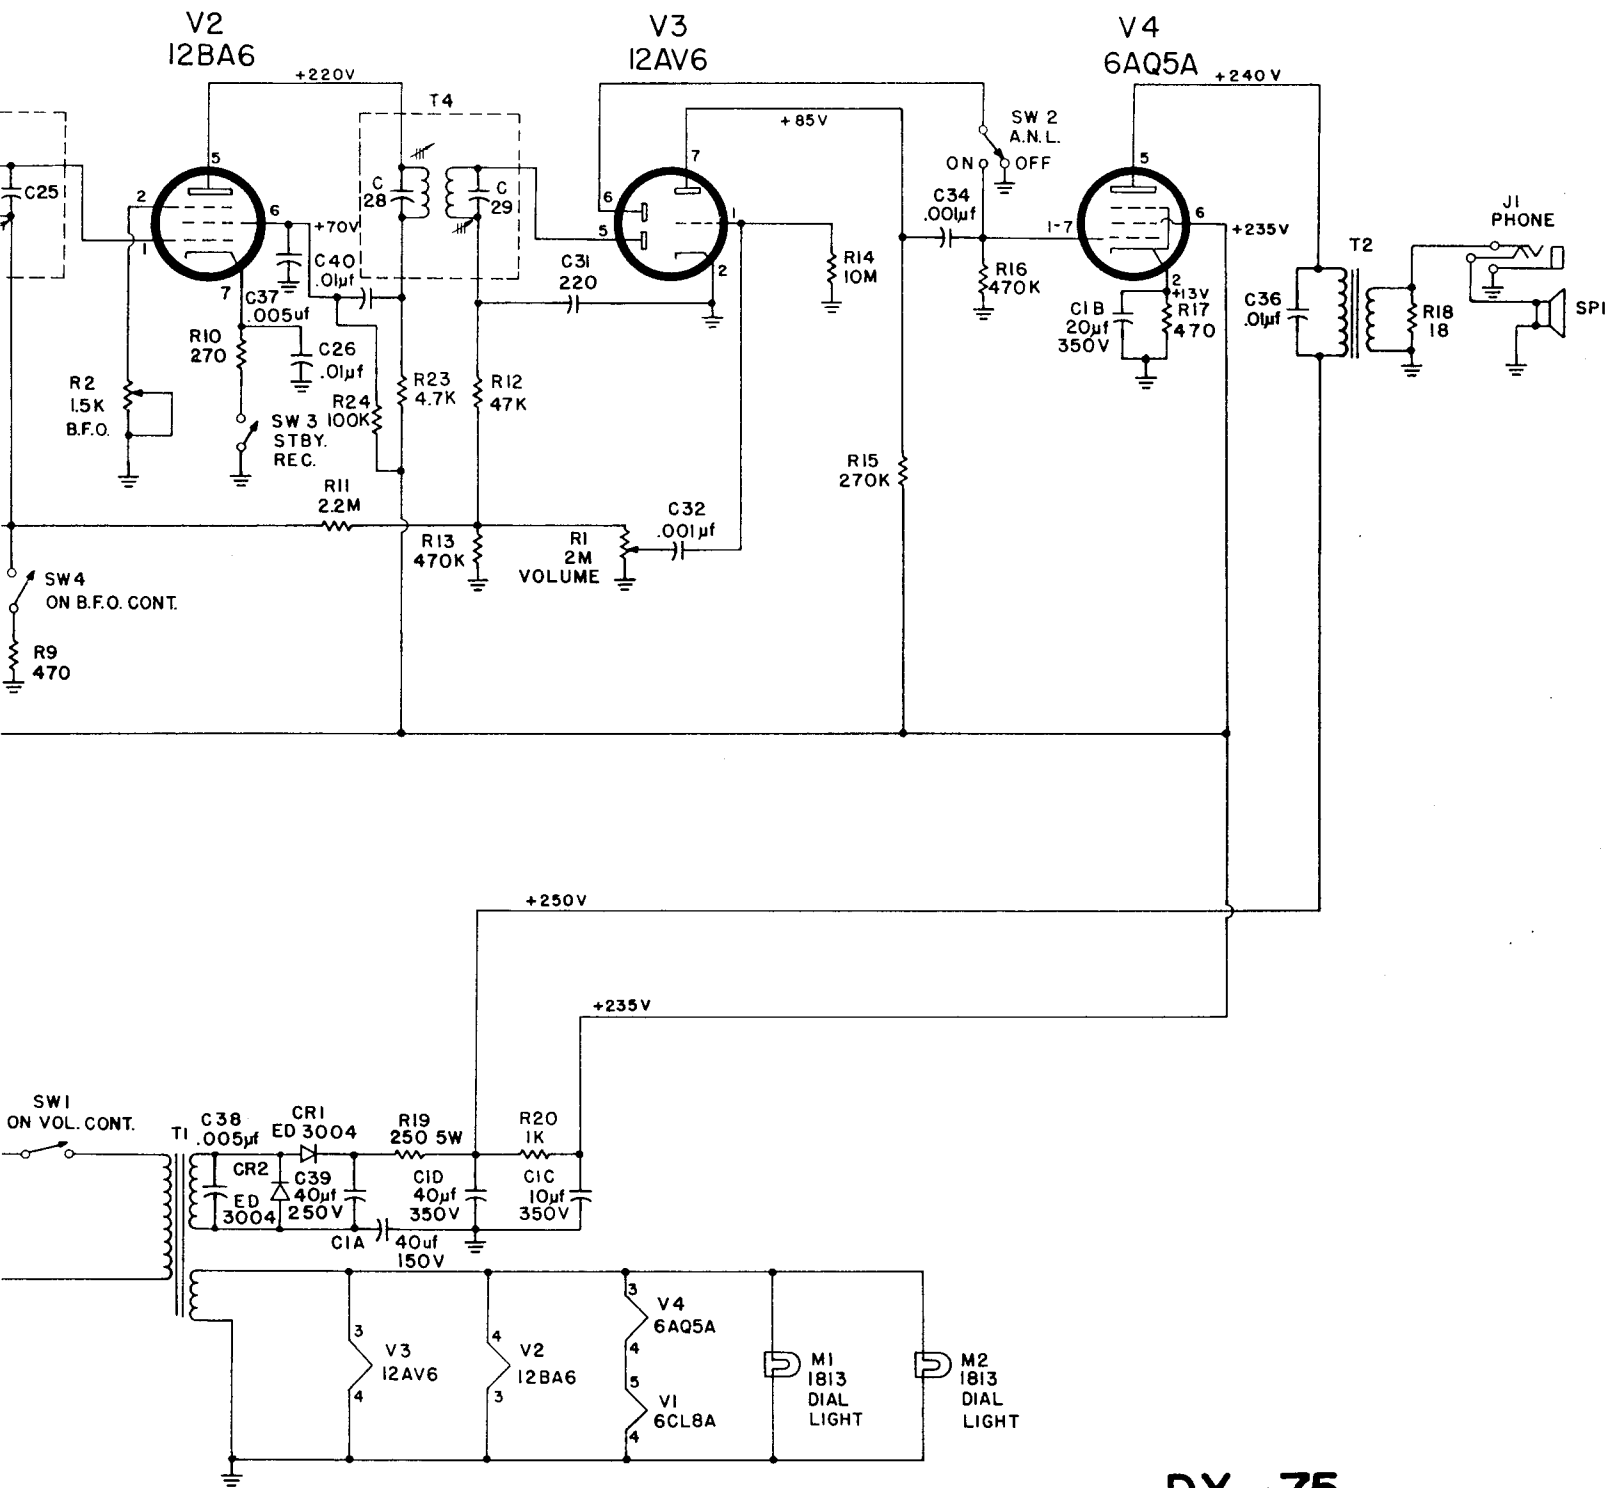 V2
12BA6
V3
12AV6
V4
6AQ5A
+220V
T4
+85V
SW 2
A.N.L.
ON
OFF
+240V
C25
5
2
6
1
7
+70V
C
28
C
29
C40
.01µf
C37
.005uf
R10
270
C26
.01µf
R2
1.5K
B.F.O.
SW 3
STBY.
REC.
R24
100K
R23
4.7K
R12
47K
C31
220
7
6
5
1
2
R14
10M
C34
.001µf
R16
470K
1-7
5
6
2
+13V
+235V
C1B
20µf
350V
R17
470
C36
.01µf
T2
R18
18
J1
PHONE
SP1
R11
2.2M
R13
470K
R1
2M
VOLUME
C32
.001µf
R15
270K
SW4
ON B.F.O. CONT.
R9
470
+250V
+235V
SW1
ON VOL. CONT.
T1
C38
.005µf
CR1
ED 3004
CR2
ED
3004
C39
40µf
250V
R19
250 5W
R20
1K
C1D
40µf
350V
C1C
10µf
350V
C1A
40uf
150V
3
V3
12AV6
4
4
V2
12BA6
3
3
V4
6AQ5A
4
5
V1
6CL8A
4
M1
1813
DIAL
LIGHT
M2
1813
DIAL
LIGHT
DX-75